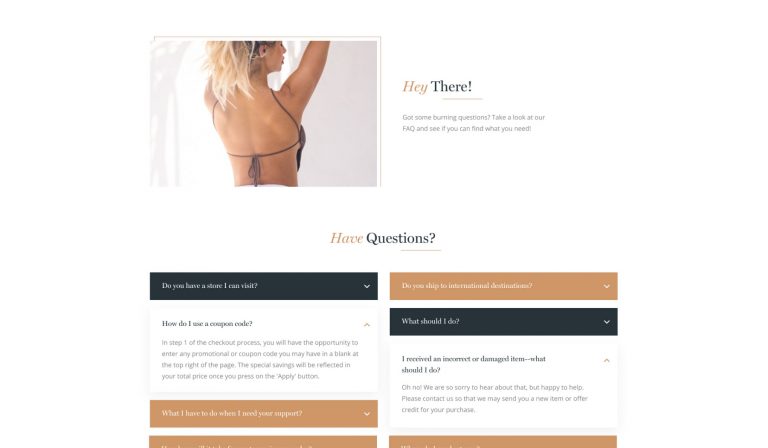 Hey There!
Got some burning questions? Take a look at our
FAQ and see if you can find what you need!
Have Questions?
Do you have a store I can visit?
How do I use a coupon code?
In step 1 of the checkout process, you will have the opportunity to
enter any promotional or coupon code you may have in a blank at
the top right of the page. The special savings will be reflected in
your total price once you press on the 'Apply' button.
What I have to do when I need your support?
Do you ship to international destinations?
What should I do?
I received an incorrect or damaged item--what
should I do?
Oh no! We are so sorry to hear about that, but happy to help.
Please contact us so that we may send you a new item or offer
credit for your purchase.